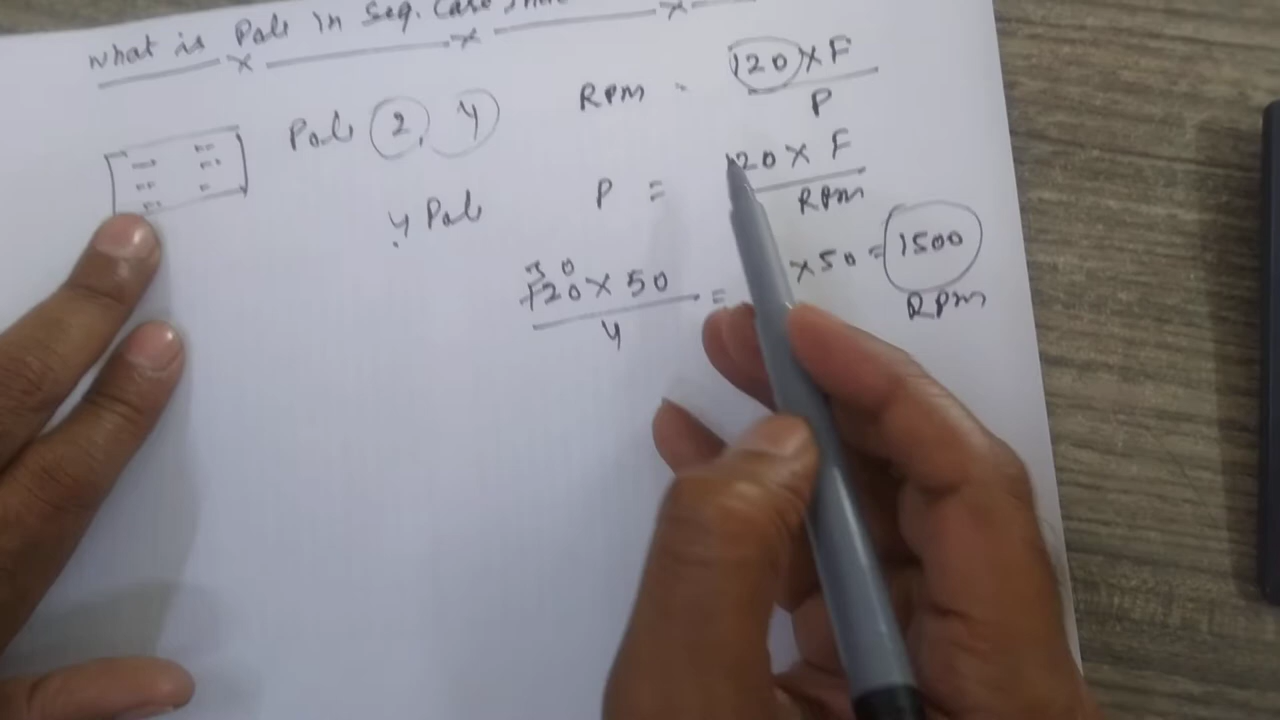 What is Pole in Seq. Case
Pole 2, 4
RPM = 120 x F / P
4 Pole
P = 120 x F / RPM
120 x 50 / 4 = x 50 = 1500 RPM
30